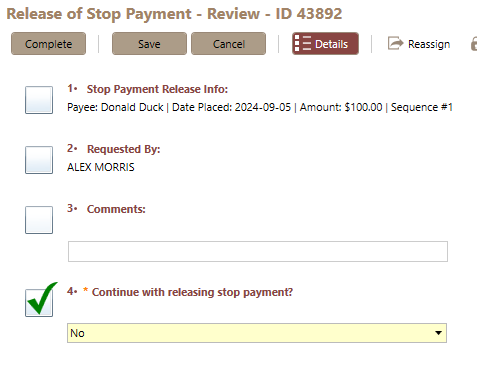 Release of Stop Payment - Review - ID 43892
Complete Save Cancel Details Reassign
1• Stop Payment Release Info:
Payee: Donald Duck | Date Placed: 2024-09-05 | Amount: $100.00 | Sequence #1
2• Requested By:
ALEX MORRIS
3• Comments:
4• * Continue with releasing stop payment?
No